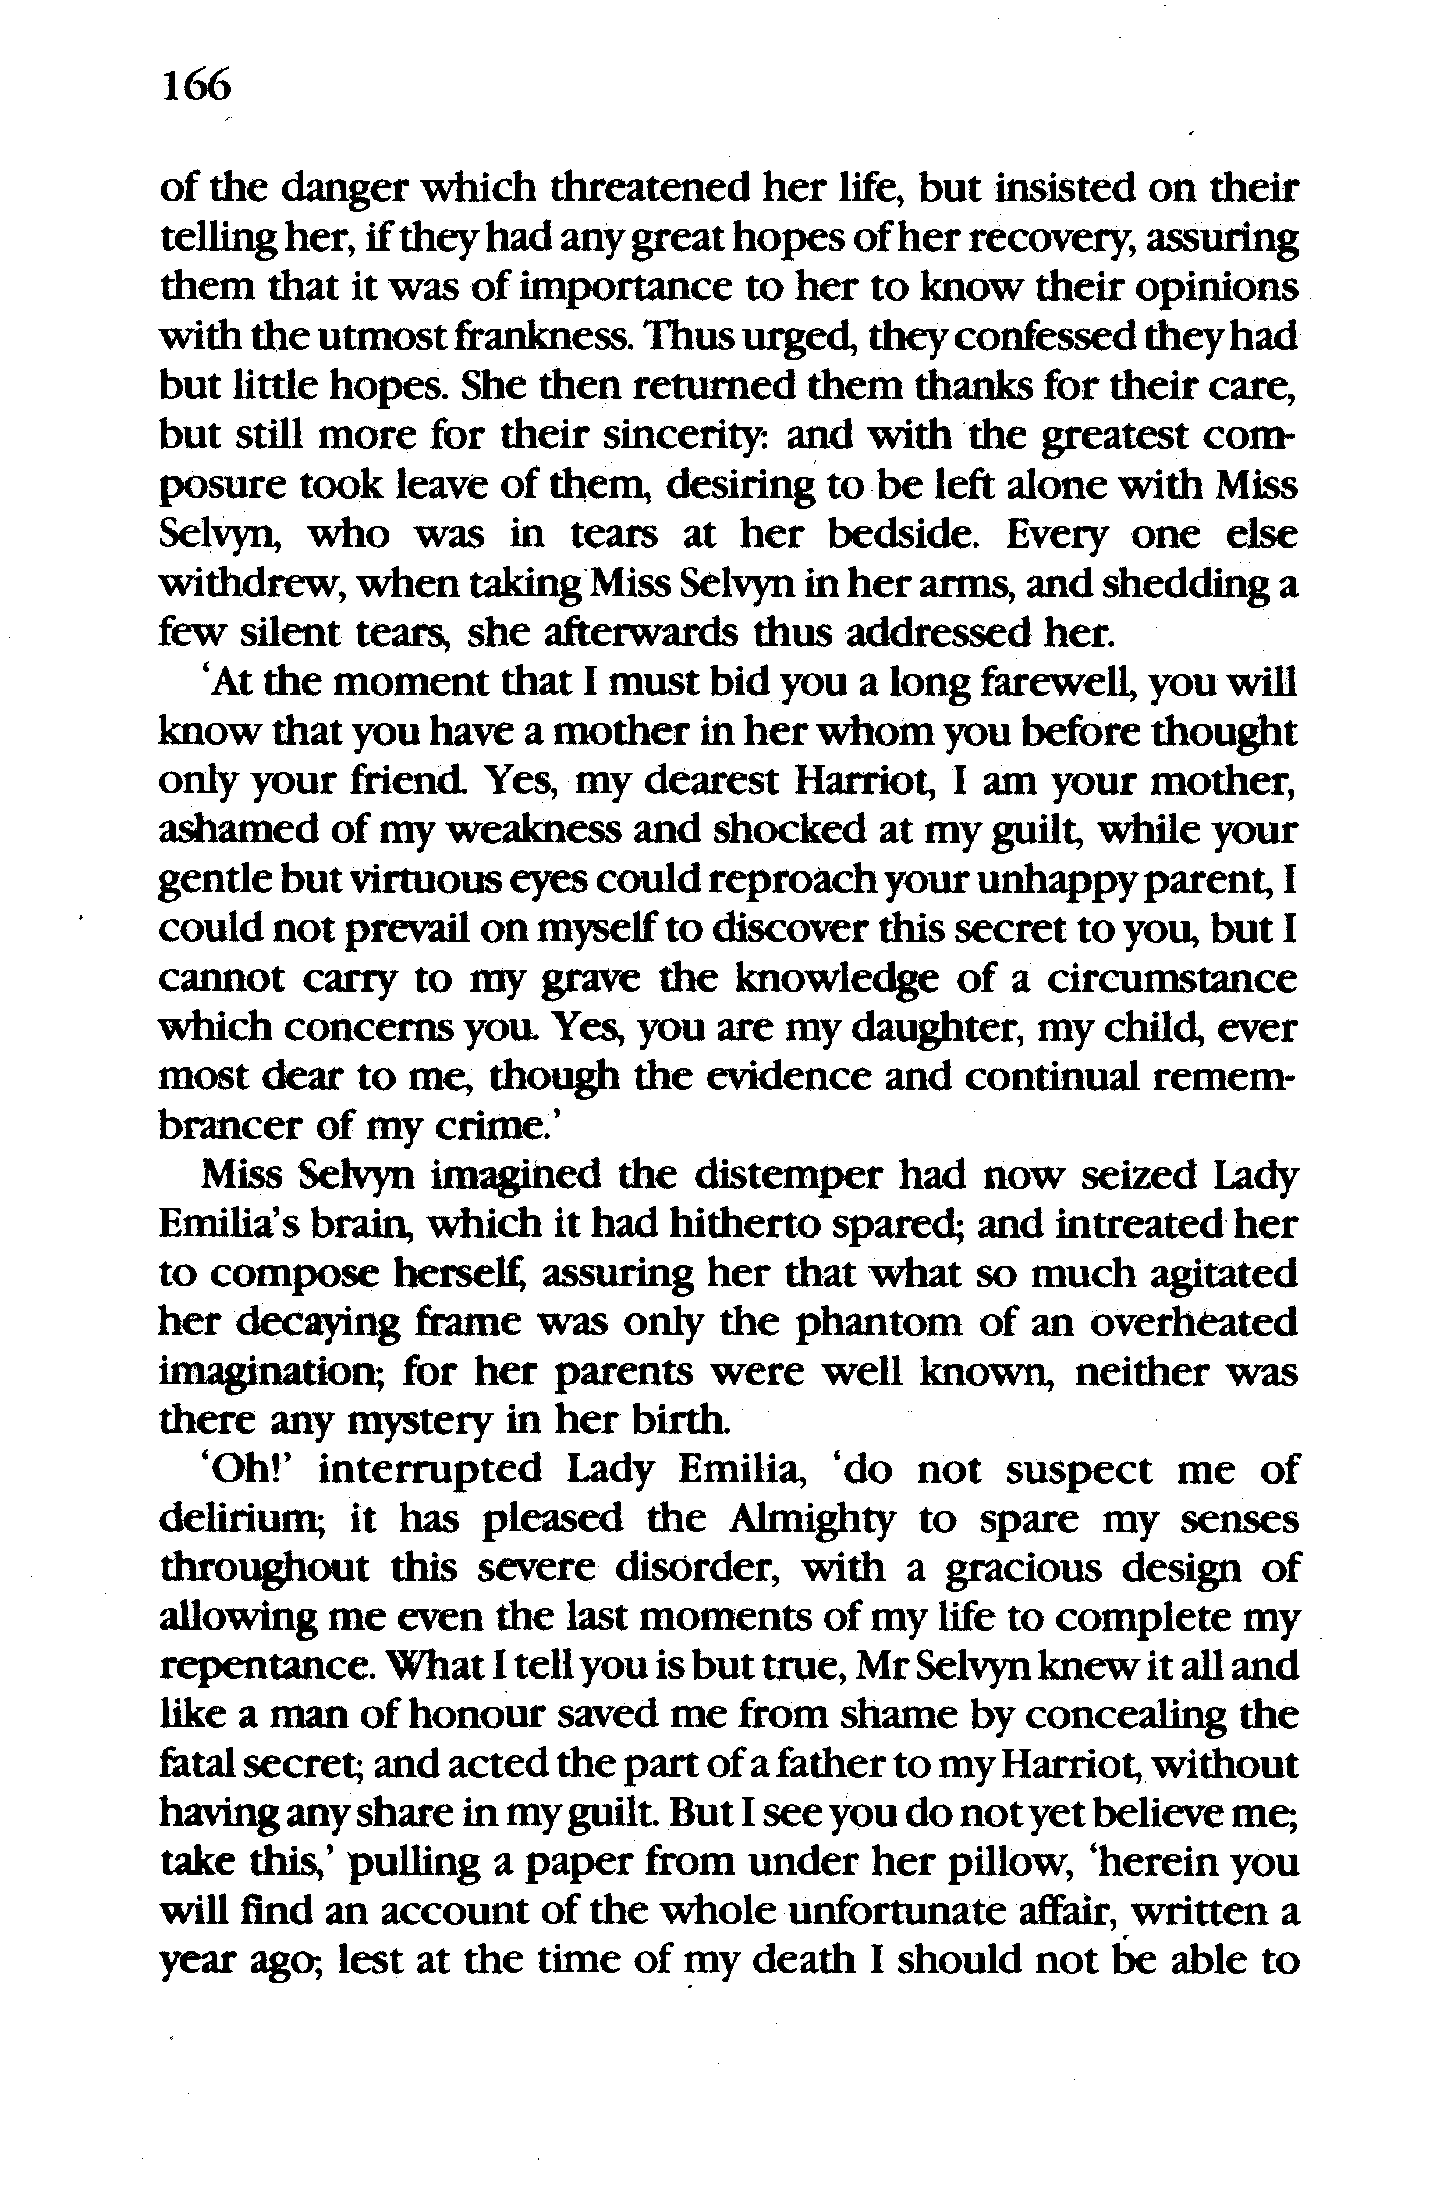 166
of the danger which threatened her life, but insisted on their
telling her, if they had any great hopes of her recovery, assuring
them that it was of importance to her to know their opinions
with the utmost frankness. Thus urged, they confessed they had
but little hopes. She then returned them thanks for their care,
but still more for their sincerity: and with the greatest com-
posure took leave of them, desiring to be left alone with Miss
Selvyn, who was in tears at her bedside. Every one else
withdrew, when taking Miss Selvyn in her arms, and shedding a
few silent tears, she afterwards thus addressed her.
‘At the moment that I must bid you a long farewell, you will
know that you have a mother in her whom you before thought
only your friend. Yes, my dearest Harriot, I am your mother,
ashamed of my weakness and shocked at my guilt, while your
gentle but virtuous eyes could reproach your unhappy parent, I
could not prevail on myself to discover this secret to you, but I
cannot carry to my grave the knowledge of a circumstance
which concerns you. Yes, you are my daughter, my child, ever
most dear to me, though the evidence and continual remem-
brancer of my crime.’
Miss Selvyn imagined the distemper had now seized Lady
Emilia’s brain, which it had hitherto spared; and intreated her
to compose herself, assuring her that what so much agitated
her decaying frame was only the phantom of an overheated
imagination; for her parents were well known, neither was
there any mystery in her birth.
‘Oh!’ interrupted Lady Emilia, ‘do not suspect me of
delirium; it has pleased the Almighty to spare my senses
throughout this severe disorder, with a gracious design of
allowing me even the last moments of my life to complete my
repentance. What I tell you is but true, Mr Selvyn knew it all and
like a man of honour saved me from shame by concealing the
fatal secret; and acted the part of a father to my Harriot, without
having any share in my guilt. But I see you do not yet believe me;
take this,’ pulling a paper from under her pillow, ‘herein you
will find an account of the whole unfortunate affair, written a
year ago; lest at the time of my death I should not be able to